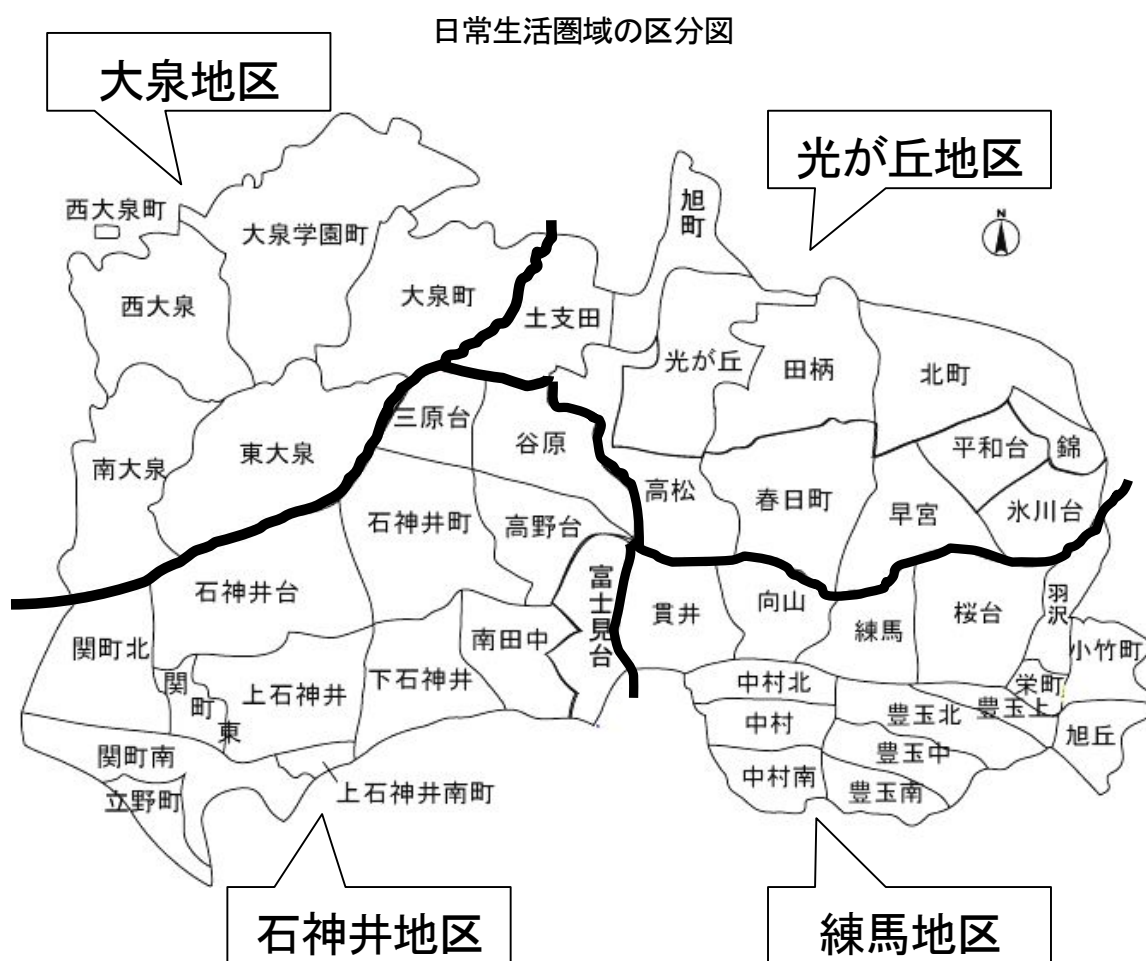 日常生活圏域の区分図
大泉地区
光が丘地区
旭町
N
西大泉町
大泉学園町
西大泉
大泉町
土支田
光が丘
田柄
北町
三原台
谷原
平和台
錦
南大泉
東大泉
高松
春日町
早宮
氷川台
石神井町
高野台
富士見台
石神井台
貫井
向山
練馬
桜台
羽沢
関町北
南田中
小竹町
関町東
上石神井
下石神井
中村北
栄町
豊玉北
豊玉上
中村
旭丘
関町南
豊玉中
立野町
上石神井南町
中村南
豊玉南
石神井地区
練馬地区